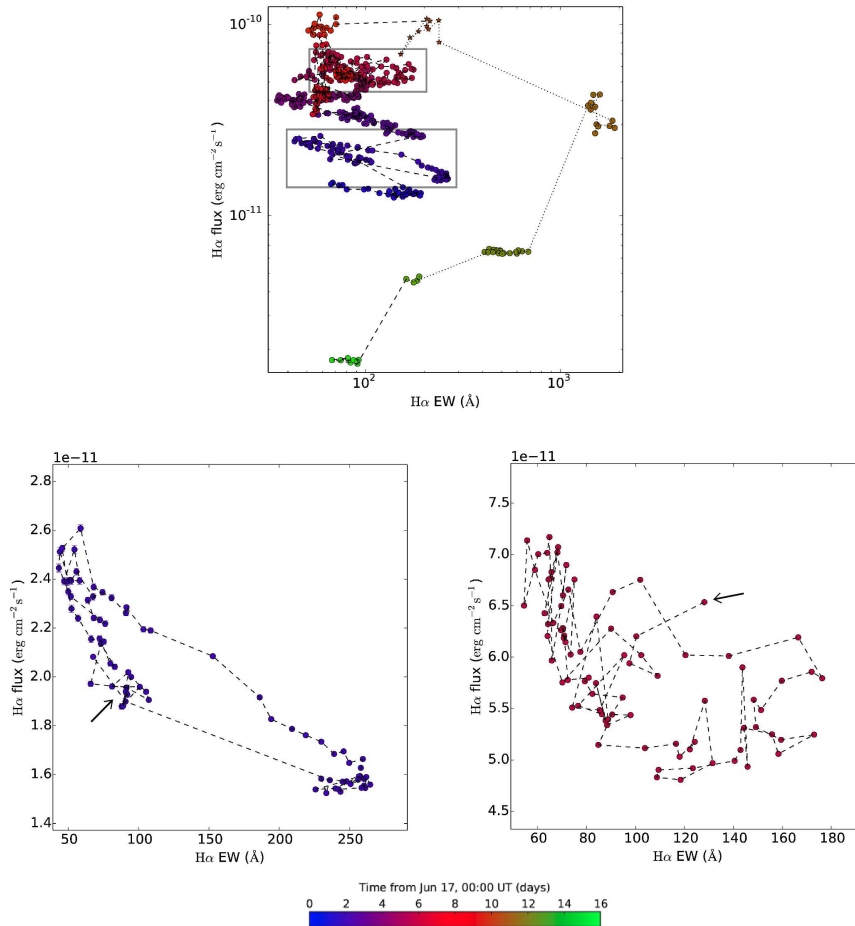 10⁻¹⁰
10⁻¹¹
Hα flux (erg cm⁻² s⁻¹)
10² 10³
Hα EW (Å)
1e−11
2.8
2.6
2.4
2.2
2.0
1.8
1.6
1.4
Hα flux (erg cm⁻² s⁻¹)
50 100 150 200 250
Hα EW (Å)
1e−11
7.5
7.0
6.5
6.0
5.5
5.0
4.5
Hα flux (erg cm⁻² s⁻¹)
60 80 100 120 140 160 180
Hα EW (Å)
Time from Jun 17, 00:00 UT (days)
0 2 4 6 8 10 12 14 16